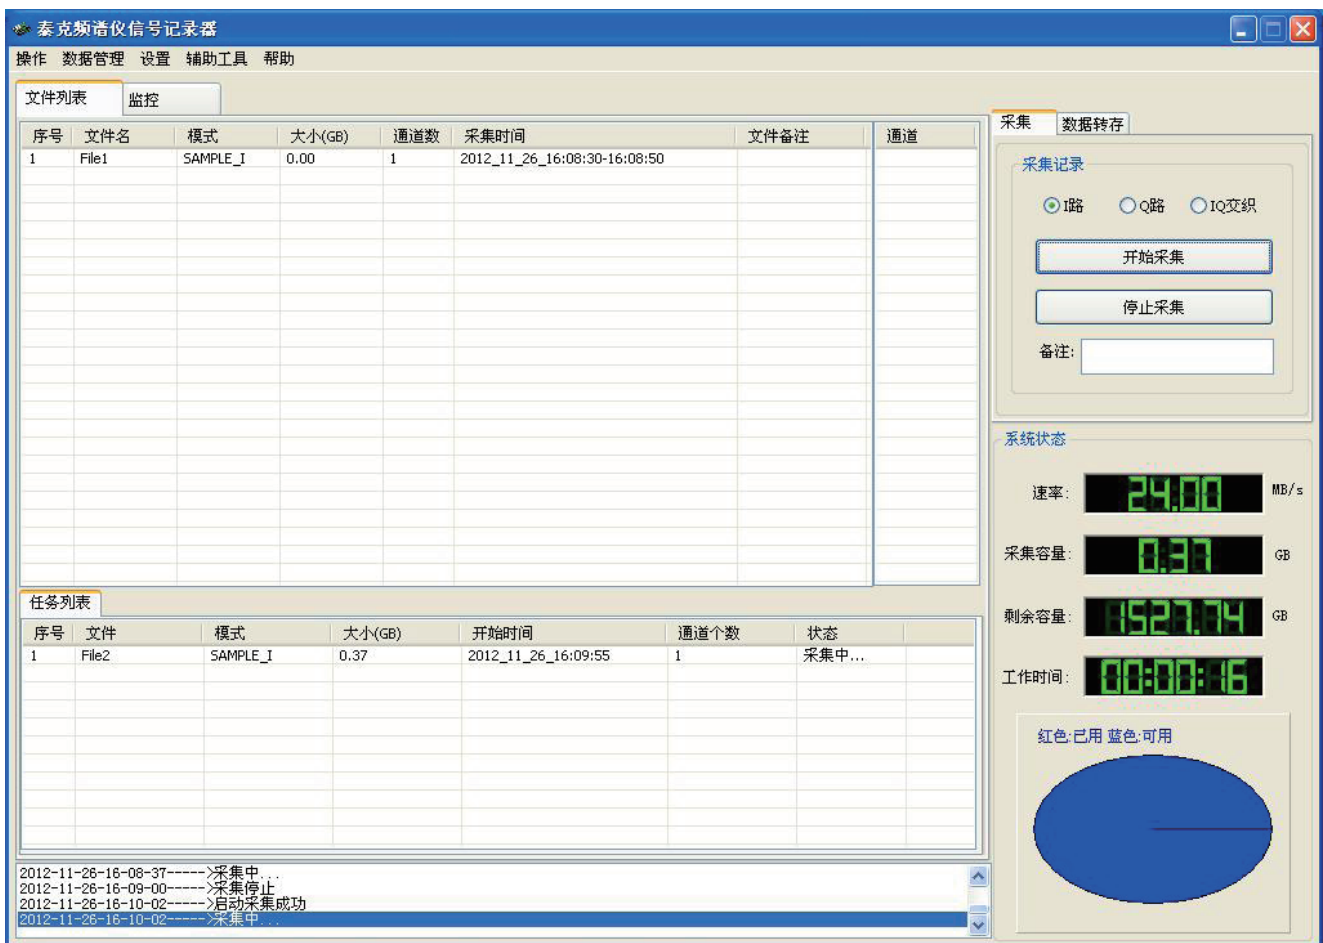 泰克频谱仪信号记录器
操作 数据管理 设置 辅助工具 帮助
文件列表 监控
序号 文件名 模式 大小(GB) 通道数 采集时间 文件备注 通道
1 File1 SAMPLE_I 0.00 1 2012_11_26_16:08:30-16:08:50
采集 数据转存
采集记录
I路 Q路 IQ交织
开始采集
停止采集
备注:
系统状态
速率: 24.00 MB/s
采集容量: 0.37 GB
剩余容量: 1527.74 GB
工作时间: 00:00:16
红色:已用 蓝色:可用
任务列表
序号 文件 模式 大小(GB) 开始时间 通道个数 状态
1 File2 SAMPLE_I 0.37 2012_11_26_16:09:55 1 采集中...
2012-11-26-16-08-37----->采集中...
2012-11-26-16-09-00----->采集停止
2012-11-26-16-10-02----->启动采集成功
2012-11-26-16-10-02----->采集中...